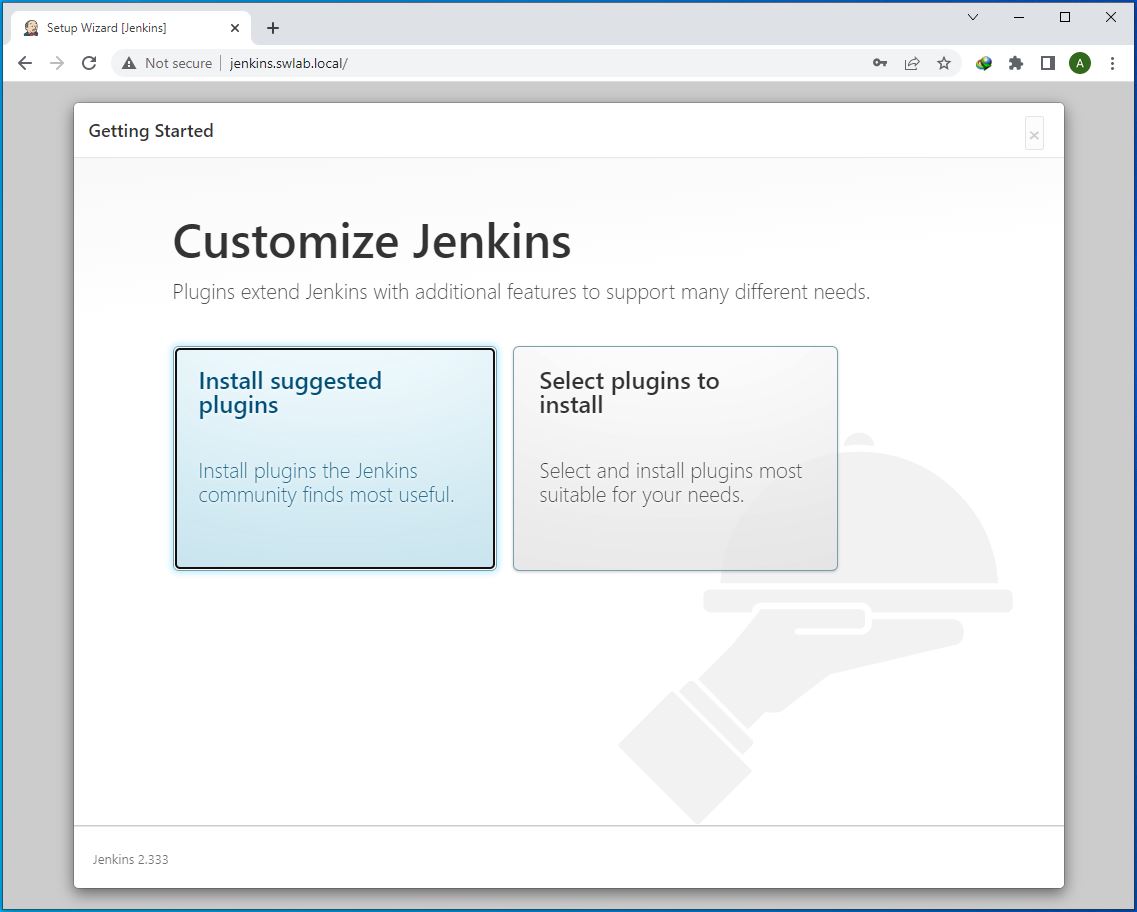 Setup Wizard [Jenkins]
Not secure
jenkins.swlab.local/
A
Getting Started
×
Customize Jenkins
Plugins extend Jenkins with additional features to support many different needs.
Install suggested
plugins
Install plugins the Jenkins
community finds most useful.
Select plugins to
install
Select and install plugins most
suitable for your needs.
Jenkins 2.333